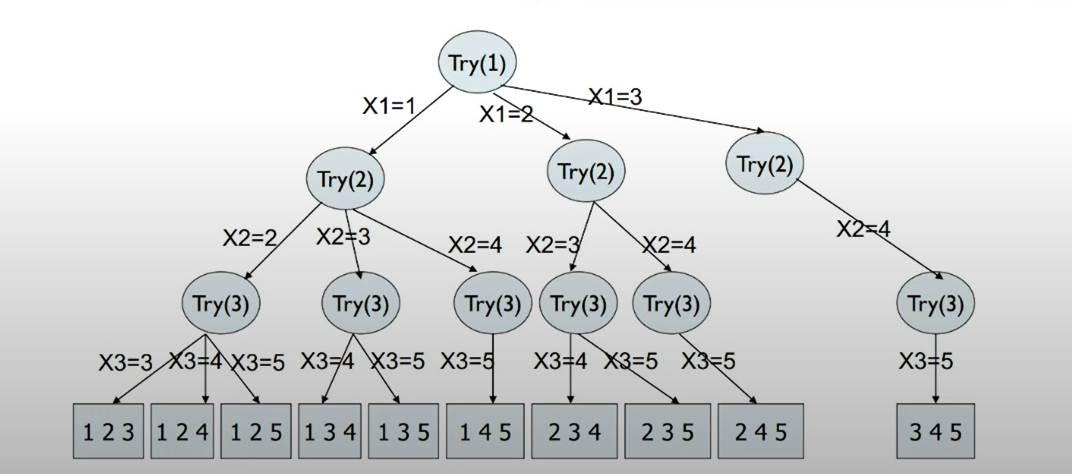 Try(1)
X1=1
X1=2
X1=3
Try(2)
Try(2)
Try(2)
X2=2
X2=3
X2=4
X2=3
X2=4
X2=4
Try(3)
Try(3)
Try(3)
Try(3)
Try(3)
Try(3)
X3=3
X3=4
X3=5
X3=4
X3=5
X3=5
X3=4
X3=5
X3=5
X3=5
1 2 3
1 2 4
1 2 5
1 3 4
1 3 5
1 4 5
2 3 4
2 3 5
2 4 5
3 4 5